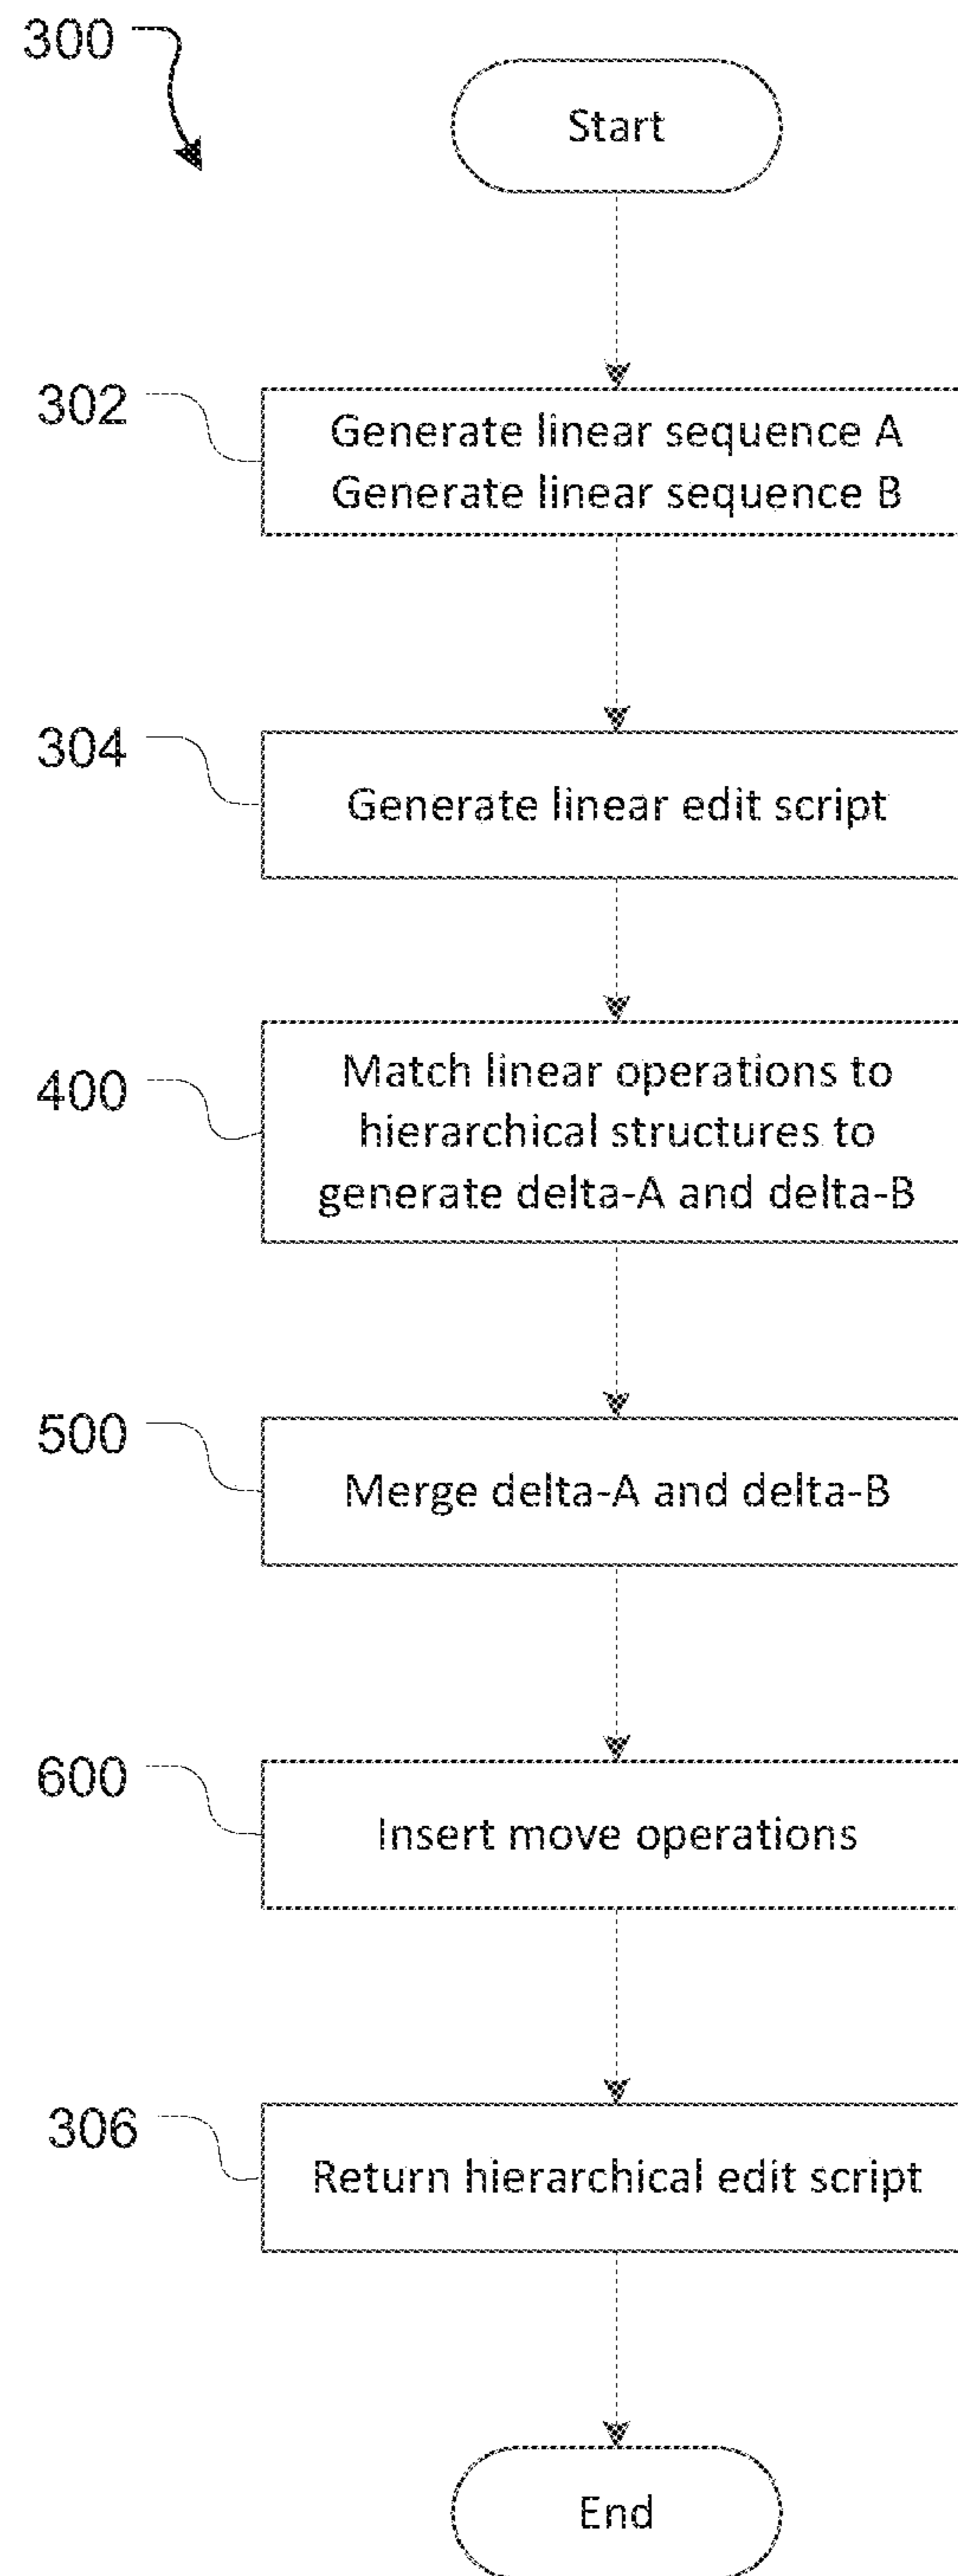 300
Start
302
Generate linear sequence A
Generate linear sequence B
304
Generate linear edit script
400
Match linear operations to
hierarchical structures to
generate delta-A and delta-B
500
Merge delta-A and delta-B
600
Insert move operations
306
Return hierarchical edit script
End